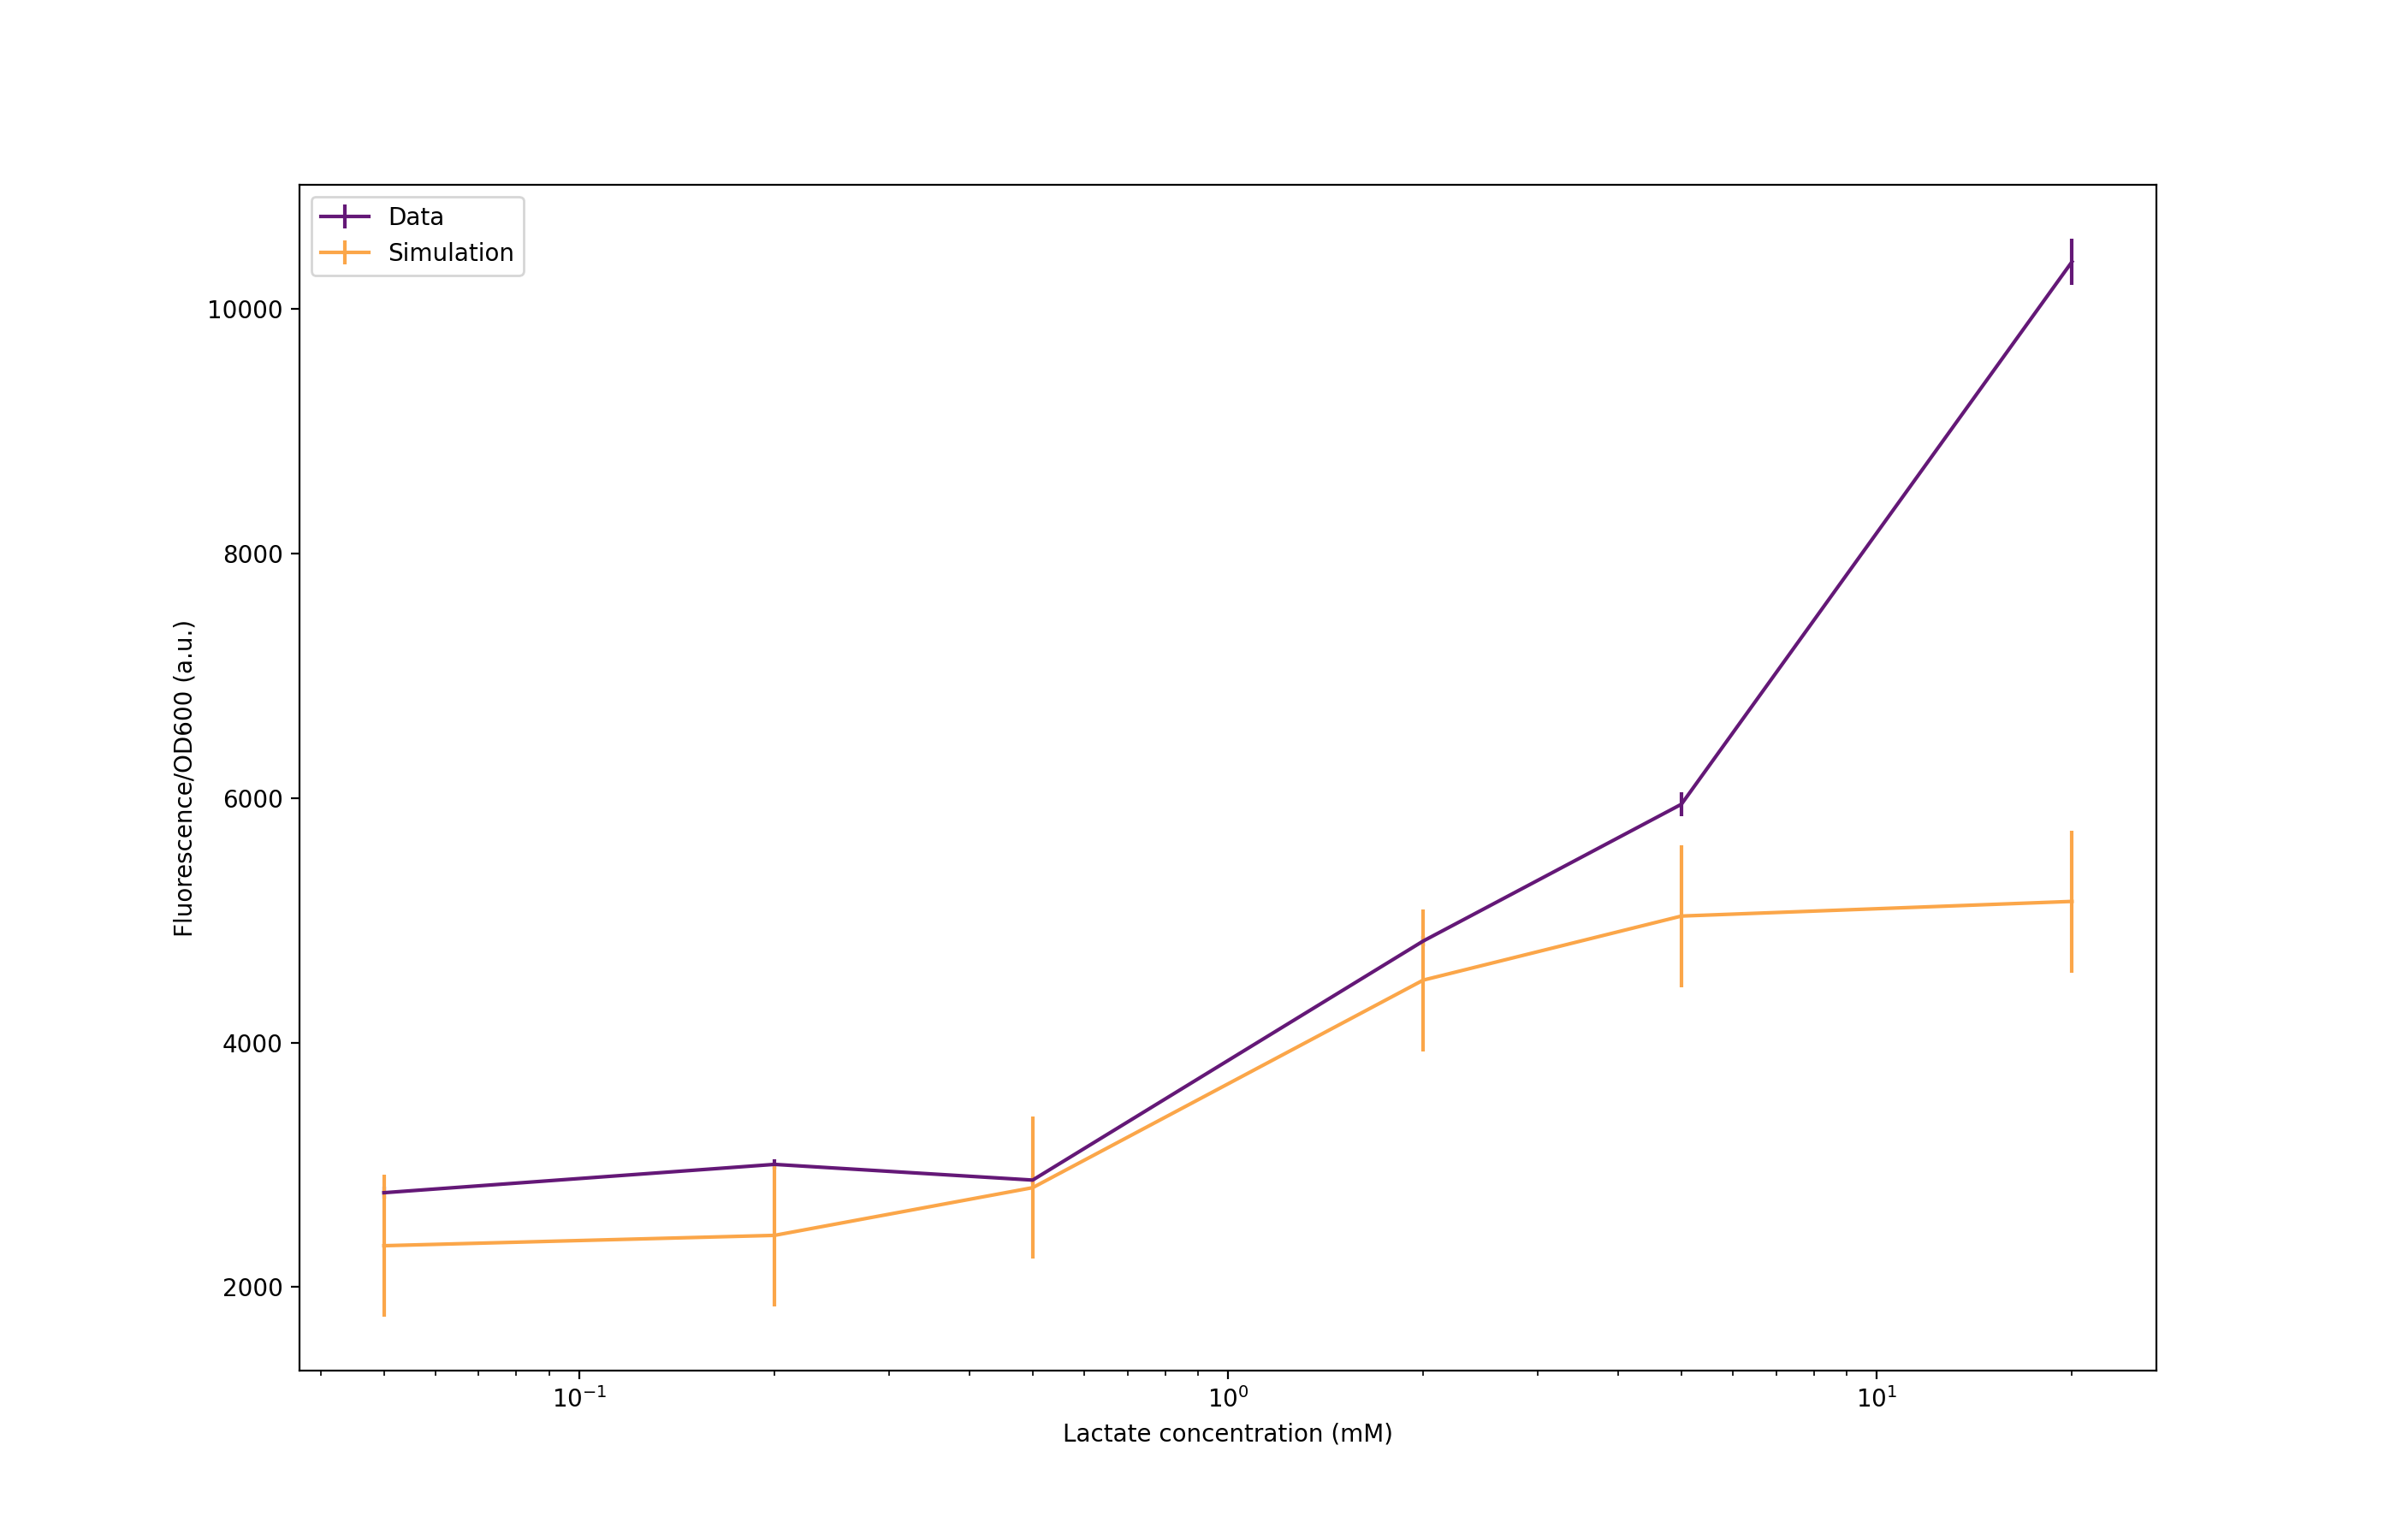 Data
Simulation
10000
8000
6000
4000
2000
Fluorescence/OD600 (a.u.)
10⁻¹
10⁰
10¹
Lactate concentration (mM)